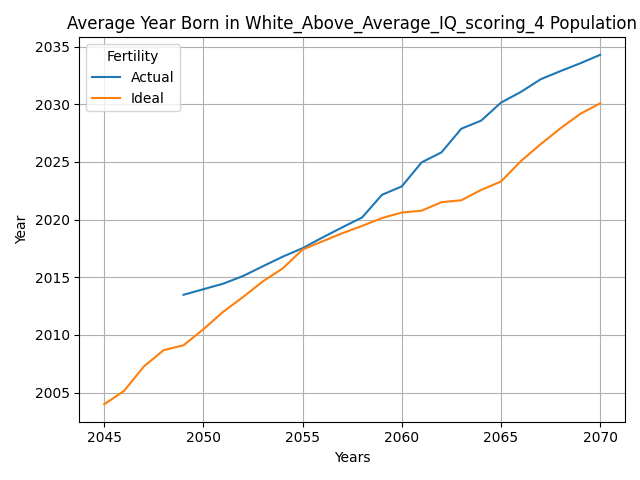 Average Year Born in White_Above_Average_IQ_scoring_4 Population
Fertility
Actual
Ideal
2035
2030
2025
2020
2015
2010
2005
Year
2045 2050 2055 2060 2065 2070
Years